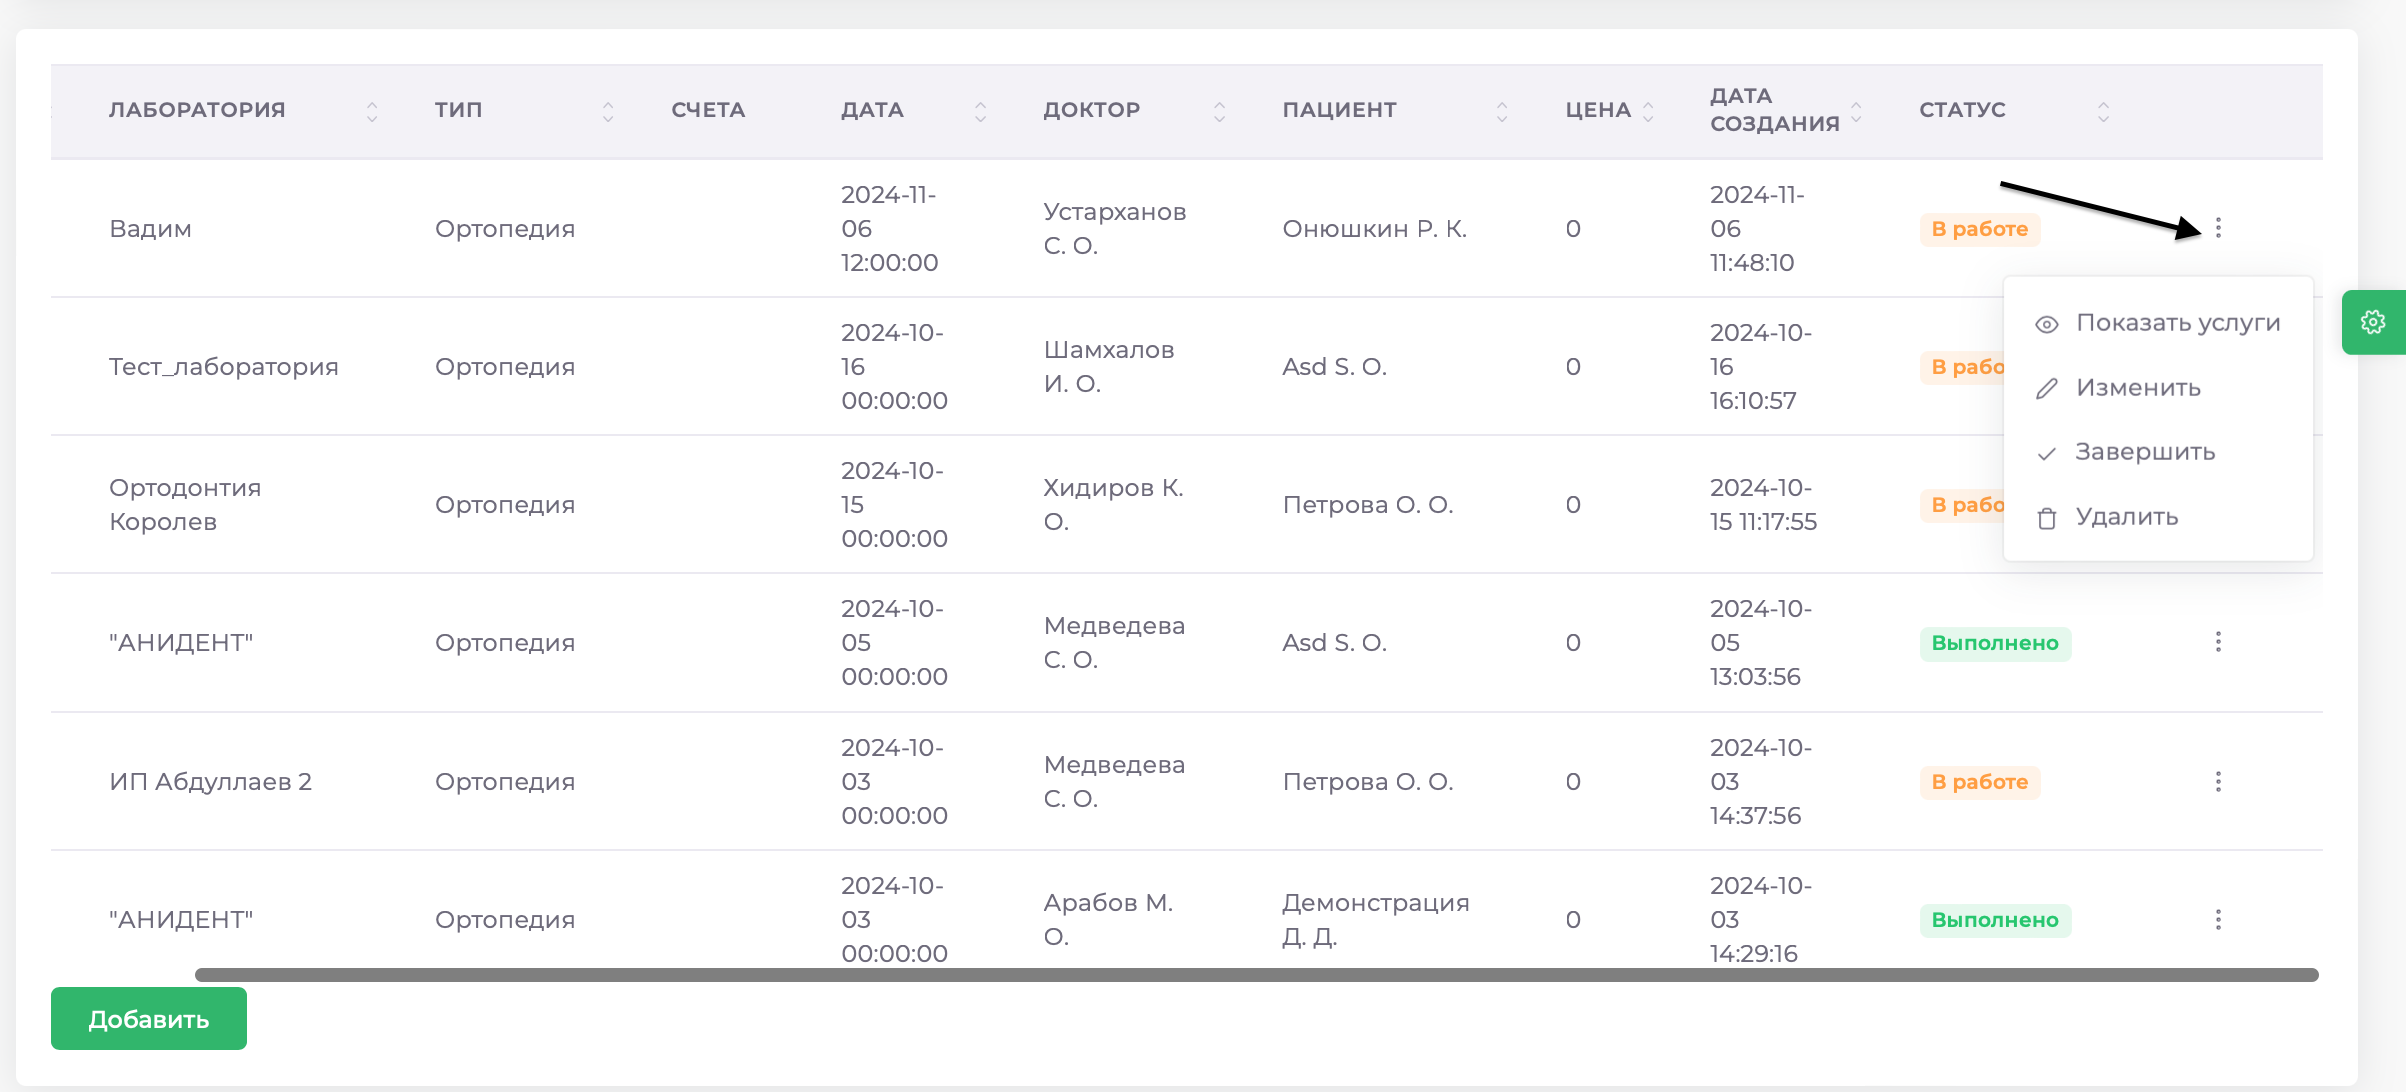 ЛАБОРАТОРИЯ ТИП СЧЕТА ДАТА ДОКТОР ПАЦИЕНТ ЦЕНА ДАТА СОЗДАНИЯ СТАТУС
Вадим Ортопедия 2024-11-06 12:00:00 Устарханов С. О. Онюшкин Р. К. 0 2024-11-06 11:48:10 В работе
Показать услуги
Изменить
Завершить
Удалить
Тест_лаборатория Ортопедия 2024-10-16 00:00:00 Шамхалов И. О. Asd S. O. 0 2024-10-16 16:10:57 В рабо
Ортодонтия Королев Ортопедия 2024-10-15 00:00:00 Хидиров К. О. Петрова О. О. 0 2024-10-15 11:17:55 В рабо
"АНИДЕНТ" Ортопедия 2024-10-05 00:00:00 Медведева С. О. Asd S. O. 0 2024-10-05 13:03:56 Выполнено
ИП Абдуллаев 2 Ортопедия 2024-10-03 00:00:00 Медведева С. О. Петрова О. О. 0 2024-10-03 14:37:56 В работе
"АНИДЕНТ" Ортопедия 2024-10-03 00:00:00 Арабов М. О. Демонстрация Д. Д. 0 2024-10-03 14:29:16 Выполнено
Добавить